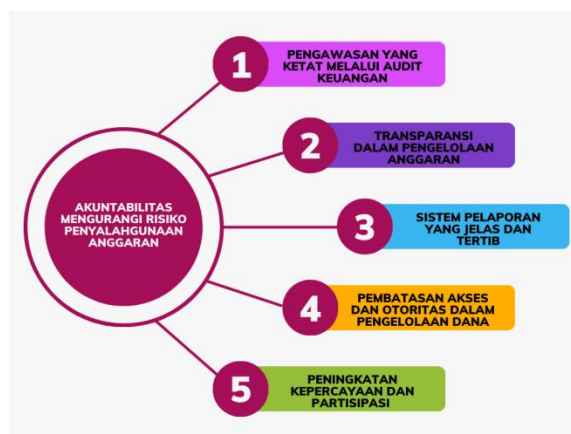 AKUNTABILITAS
MENGURANGI RISIKO
PENYALAHGUNAAN
ANGGARAN
1
PENGAWASAN YANG
KETAT MELALUI AUDIT
KEUANGAN
2
TRANSPARANSI
DALAM PENGELOLAAN
ANGGARAN
3
SISTEM PELAPORAN
YANG JELAS DAN
TERTIB
4
PEMBATASAN AKSES
DAN OTORITAS DALAM
PENGELOLAAN DANA
5
PENINGKATAN
KEPERCAYAAN DAN
PARTISIPASI